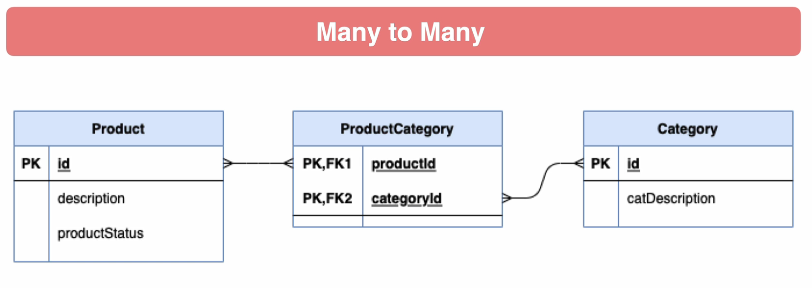 Many to Many
Product
PK id
description
productStatus
ProductCategory
PK,FK1 productId
PK,FK2 categoryId
Category
PK id
catDescription